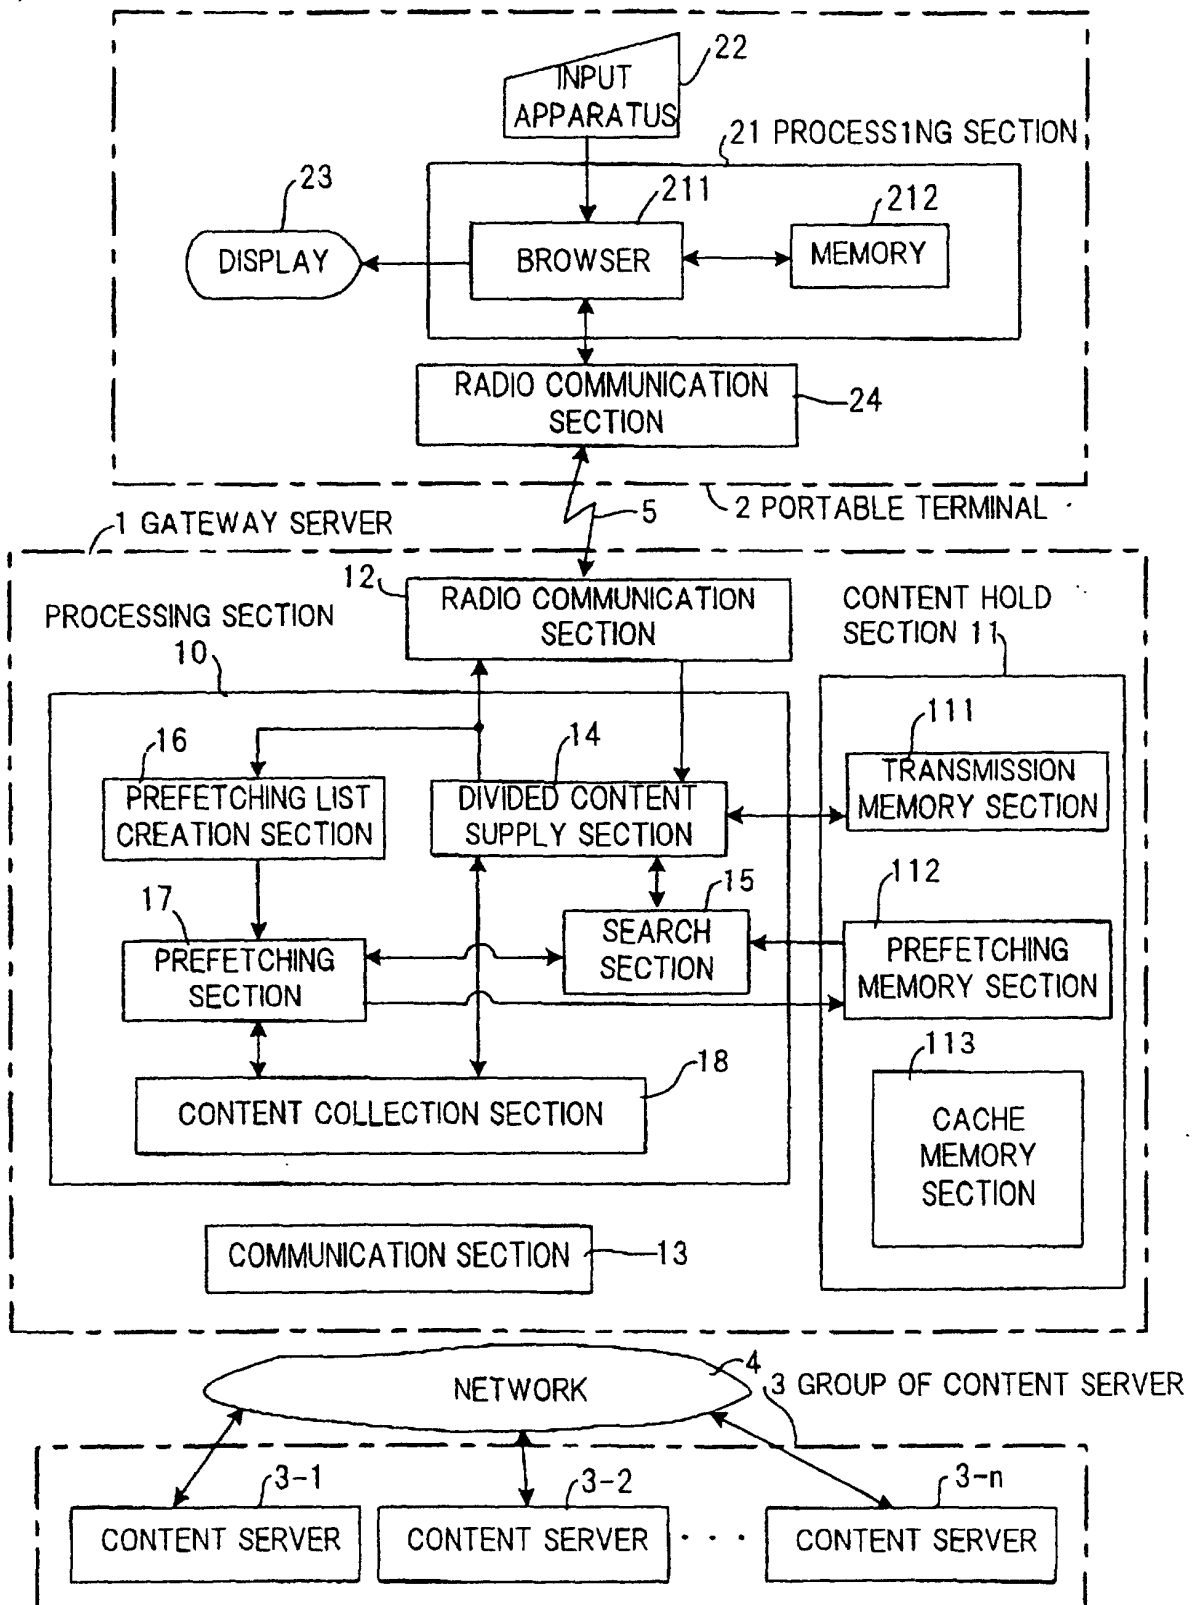 22
INPUT
APPARATUS
21 PROCESS1NG SECTION
23
211
212
DISPLAY
BROWSER
MEMORY
RADIO COMMUNICATION
SECTION
24
5
2 PORTABLE TERMINAL
1 GATEWAY SERVER
12
RADIO COMMUNICATION
SECTION
CONTENT HOLD
SECTION 11
PROCESSING SECTION
10
16
14
111
PREFETCHING LIST
CREATION SECTION
DIVIDED CONTENT
SUPPLY SECTION
TRANSMISSION
MEMORY SECTION
17
15
112
PREFETCHING
SECTION
SEARCH
SECTION
PREFETCHING
MEMORY SECTION
18
113
CONTENT COLLECTION SECTION
CACHE
MEMORY
SECTION
COMMUNICATION SECTION
13
4
NETWORK
3 GROUP OF CONTENT SERVER
3-1
3-2
3-n
CONTENT SERVER
CONTENT SERVER
. . . .
CONTENT SERVER